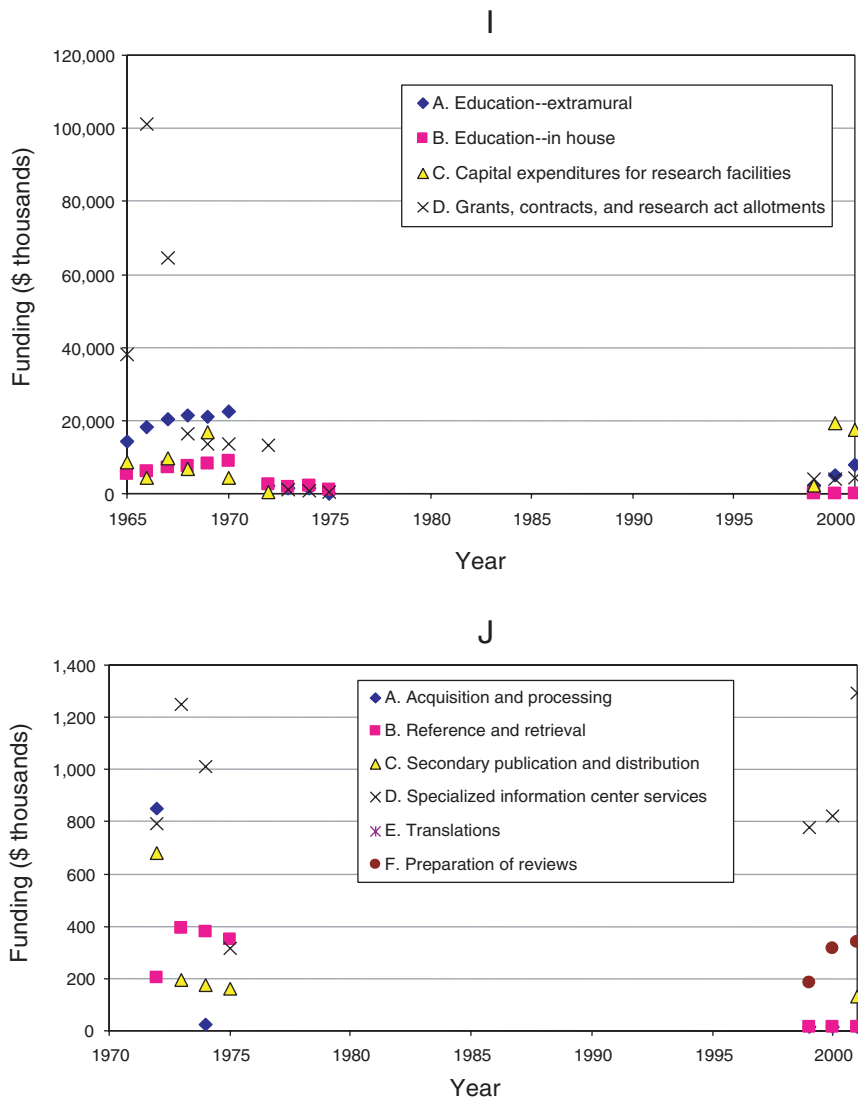 I
120,000
100,000
80,000
60,000
40,000
20,000
0
Funding ($ thousands)
A. Education--extramural
B. Education--in house
C. Capital expenditures for research facilities
D. Grants, contracts, and research act allotments
1965 1970 1975 1980 1985 1990 1995 2000
Year
J
1,400
1,200
1,000
800
600
400
200
0
Funding ($ thousands)
A. Acquisition and processing
B. Reference and retrieval
C. Secondary publication and distribution
D. Specialized information center services
E. Translations
F. Preparation of reviews
1970 1975 1980 1985 1990 1995 2000
Year